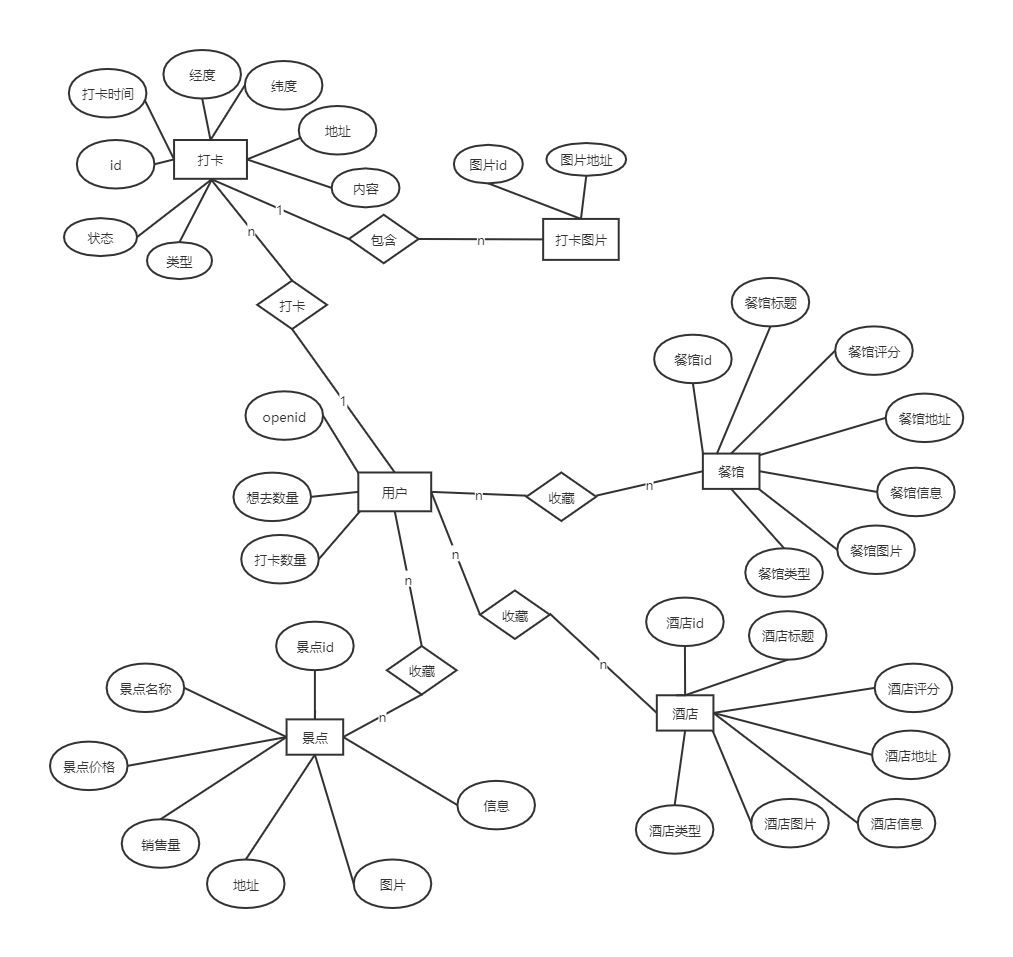 经度
纬度
打卡时间
地址
打卡
id
内容
图片id
图片地址
1
n
包含
n
打卡图片
状态
类型
打卡
餐馆标题
餐馆id
餐馆评分
1
openid
餐馆地址
餐馆
想去数量
用户
n
收藏
n
餐馆信息
打卡数量
n
n
餐馆图片
餐馆类型
收藏
酒店id
酒店标题
景点id
收藏
n
景点名称
酒店评分
n
酒店
景点
酒店地址
景点价格
信息
酒店类型
酒店图片
酒店信息
销售量
地址
图片